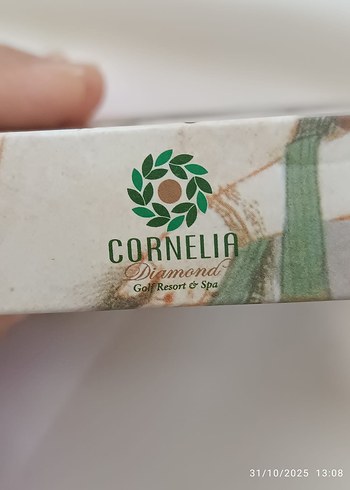 CORNELIA
Diamond
Golf Resort & Spa
31/10/2025 13:08